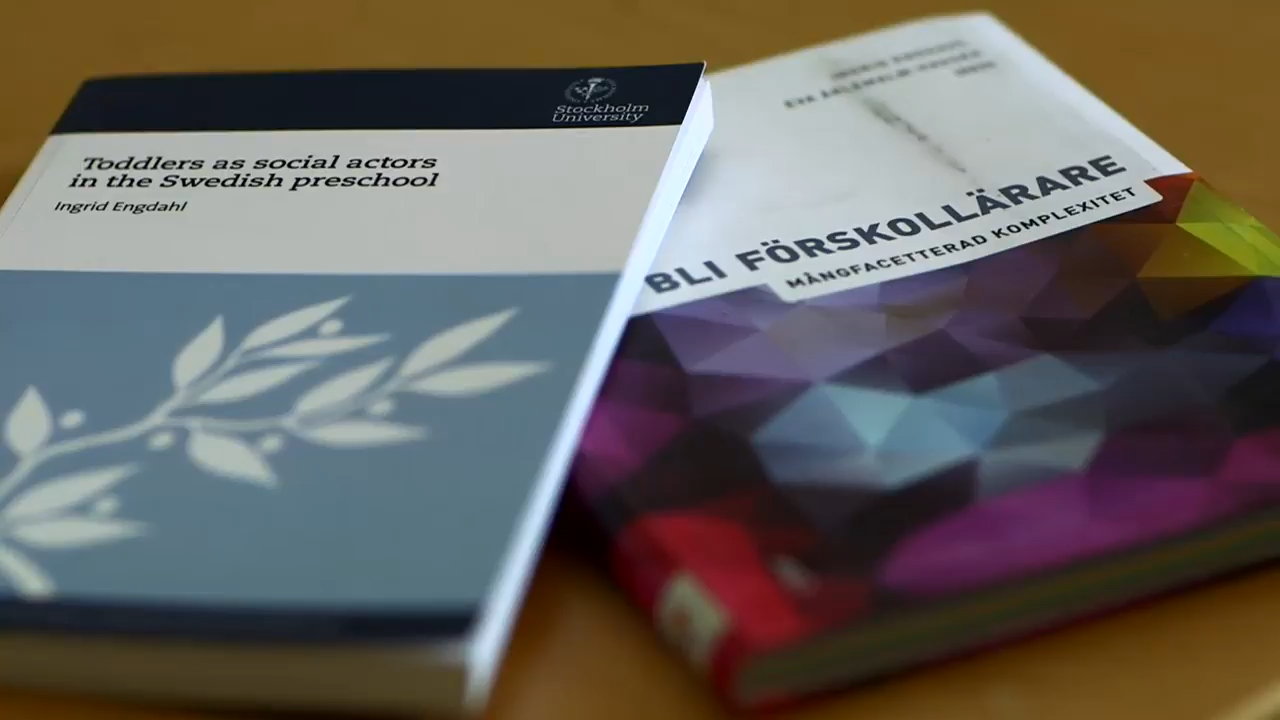 Stockholm
University
Toddlers as social actors
in the Swedish preschool
Ingrid Engdahl
BLI FÖRSKOLLÄRARE
MÅNGFACETTERAD KOMPLEXITET